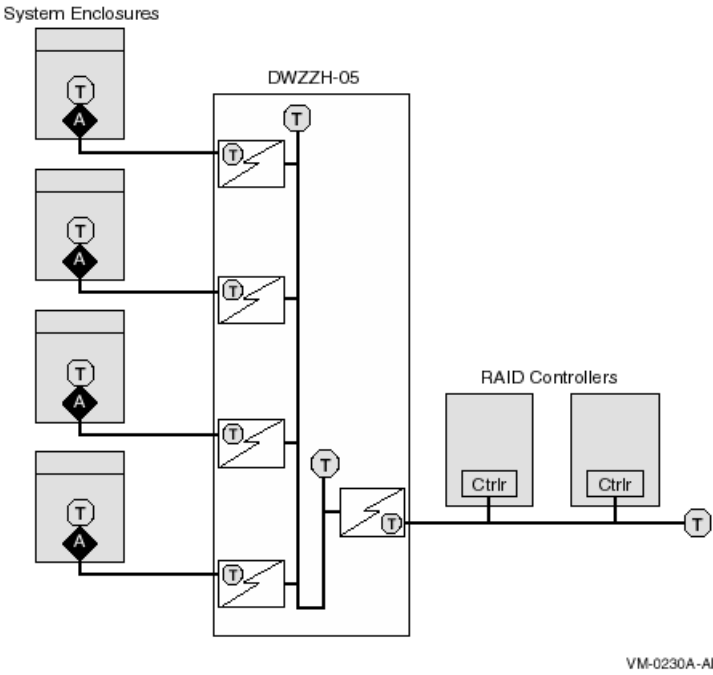 System Enclosures
DWZZH-05
T
T
A
T
T
A
T
T
A
T
RAID Controllers
T
Ctrlr
Ctrlr
T
T
T
A
T
VM-0230A-AI